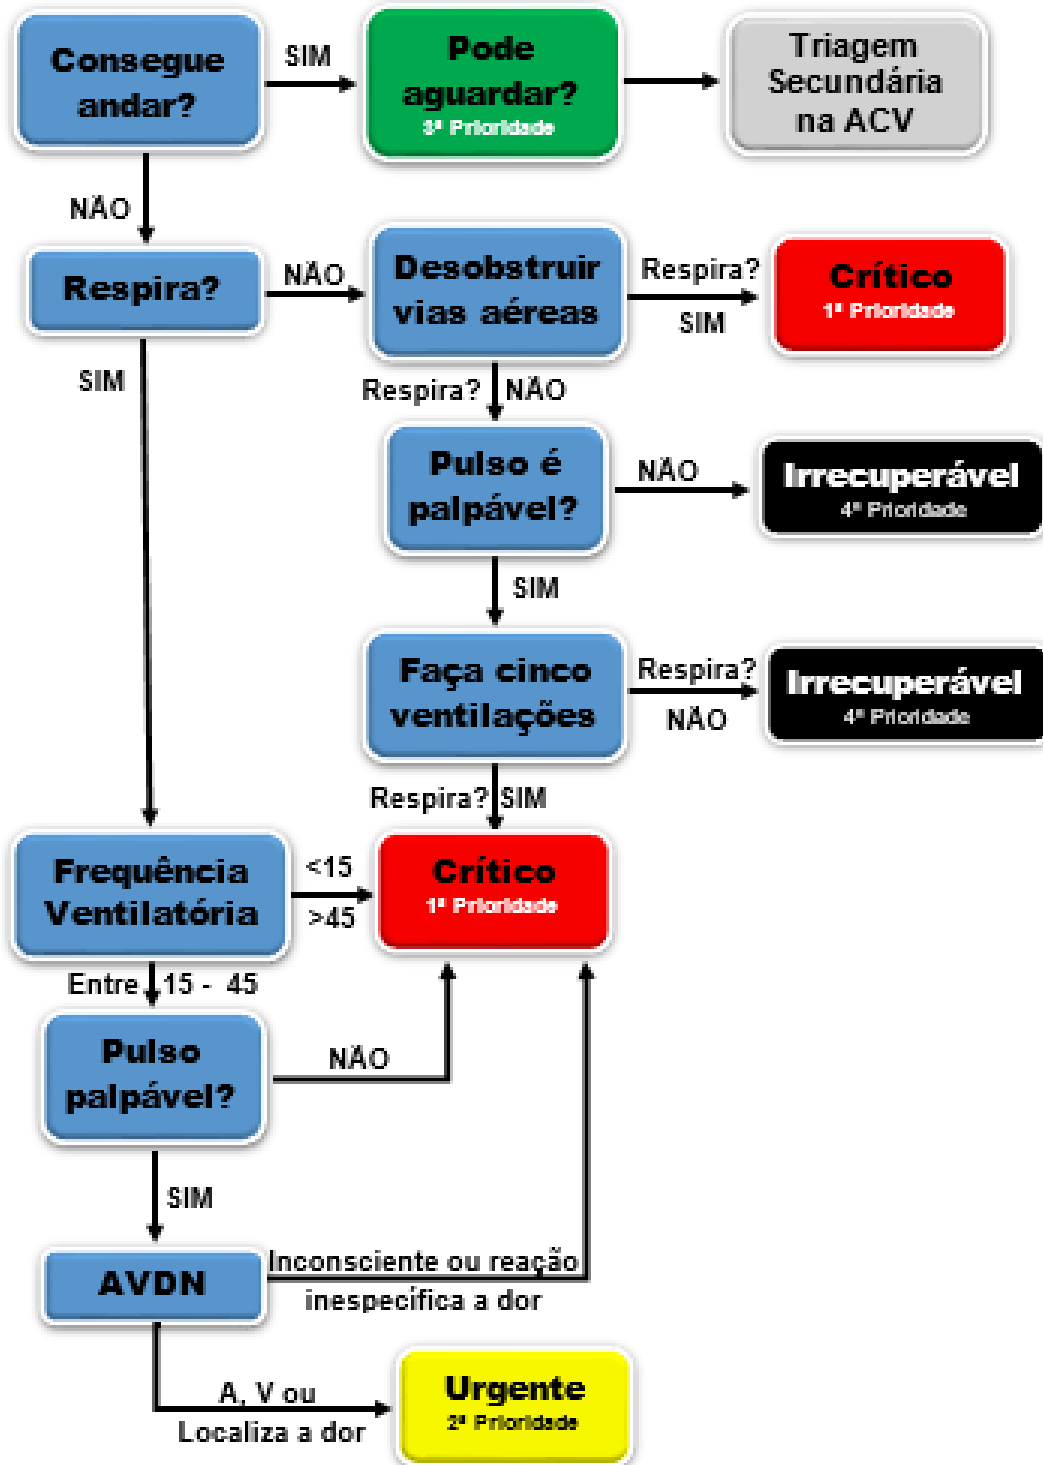 Consegue
andar?
SIM
Pode
aguardar?
3ª Prioridade
Triagem
Secundária
na ACV
NÃO
Respira?
NÃO
Desobstruir
vias aéreas
Respira?
SIM
Crítico
1ª Prioridade
SIM
Respira? NÃO
Pulso é
palpável?
NÃO
Irrecuperável
4ª Prioridade
SIM
Faça cinco
ventilações
Respira?
NÃO
Irrecuperável
4ª Prioridade
Respira? SIM
Frequência
Ventilatória
<15
>45
Crítico
1ª Prioridade
Entre 15 - 45
Pulso
palpável?
NÃO
SIM
AVDN
Inconsciente ou reação
inespecífica a dor
A, V ou
Localiza a dor
Urgente
2ª Prioridade